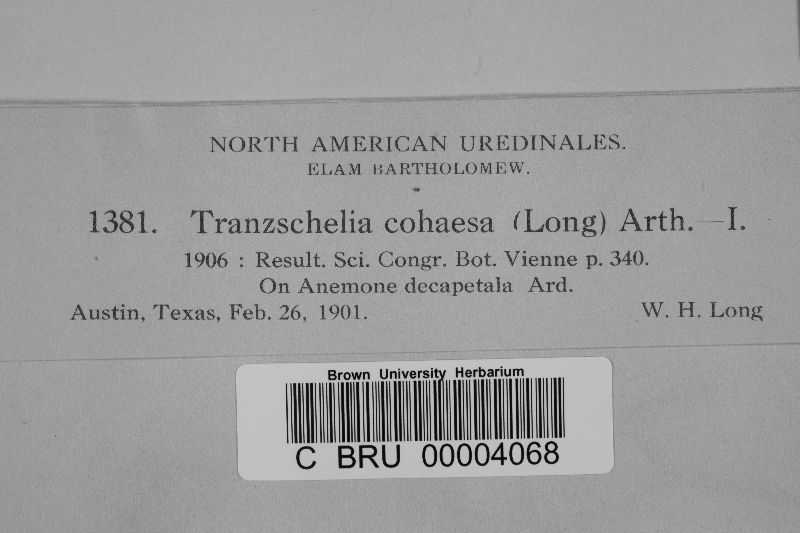 NORTH AMERICAN UREDINALES.
ELAM BARTHOLOMEW.
1381. Tranzschelia cohaesa (Long) Arth. —I.
1906 : Result. Sci. Congr. Bot. Vienne p. 340.
On Anemone decapetala Ard.
Austin, Texas, Feb. 26, 1901. W. H. Long
Brown University Herbarium
C BRU 00004068